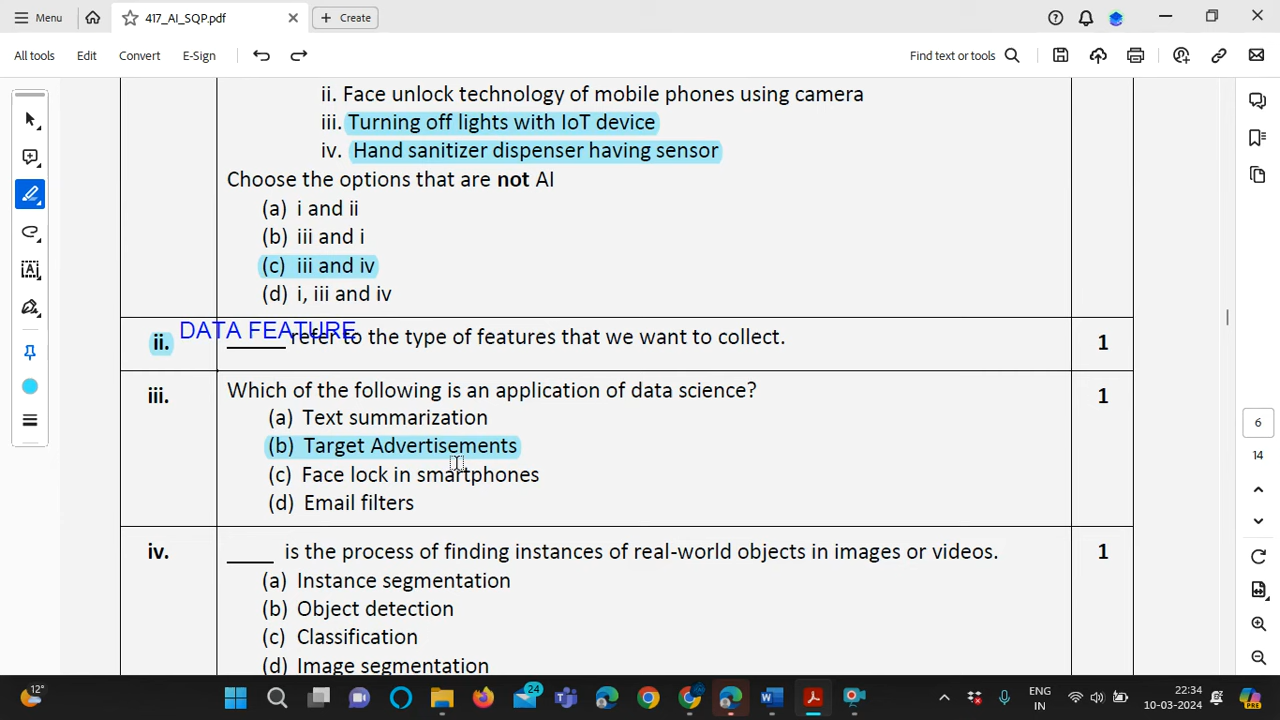 Menu
417_AI_SQP.pdf
Create
All tools
Edit
Convert
E-Sign
Find text or tools
ii. Face unlock technology of mobile phones using camera
iii. Turning off lights with IoT device
iv. Hand sanitizer dispenser having sensor
Choose the options that are not AI
(a) i and ii
(b) iii and i
(c) iii and iv
(d) i, iii and iv
ii.
DATA FEATURE
_____ refer to the type of features that we want to collect.
1
iii.
Which of the following is an application of data science?
1
(a) Text summarization
(b) Target Advertisements
(c) Face lock in smartphones
(d) Email filters
iv.
____ is the process of finding instances of real-world objects in images or videos.
1
(a) Instance segmentation
(b) Object detection
(c) Classification
(d) Image segmentation
6
14
12°
24
ENG
IN
22:34
10-03-2024
PRE